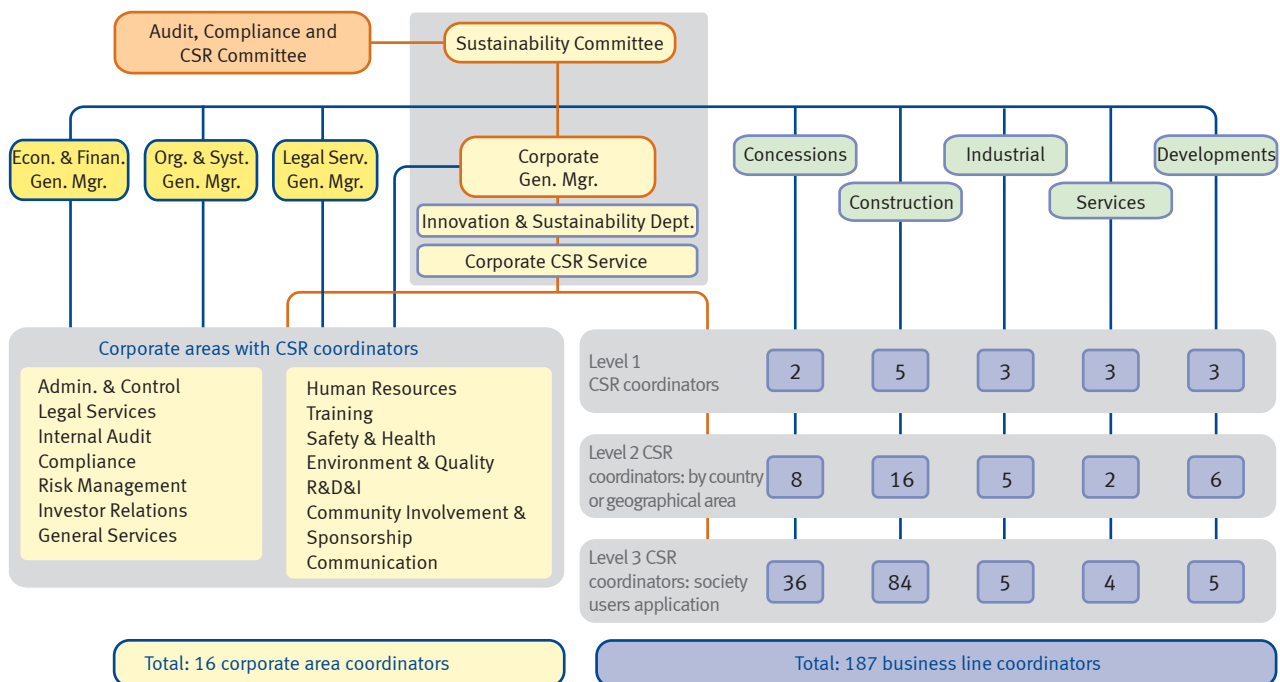 Audit, Compliance and
CSR Committee
Sustainability Committee
Econ. & Finan.
Gen. Mgr.
Org. & Syst.
Gen. Mgr.
Legal Serv.
Gen. Mgr.
Corporate
Gen. Mgr.
Innovation & Sustainability Dept.
Corporate CSR Service
Concessions
Construction
Industrial
Services
Developments
Corporate areas with CSR coordinators
Admin. & Control
Legal Services
Internal Audit
Compliance
Risk Management
Investor Relations
General Services
Human Resources
Training
Safety & Health
Environment & Quality
R&D&I
Community Involvement &
Sponsorship
Communication
Level 1
CSR coordinators
2 5 3 3 3
Level 2 CSR
coordinators: by country
or geographical area
8 16 5 2 6
Level 3 CSR
coordinators: society
users application
36 84 5 4 5
Total: 16 corporate area coordinators
Total: 187 business line coordinators